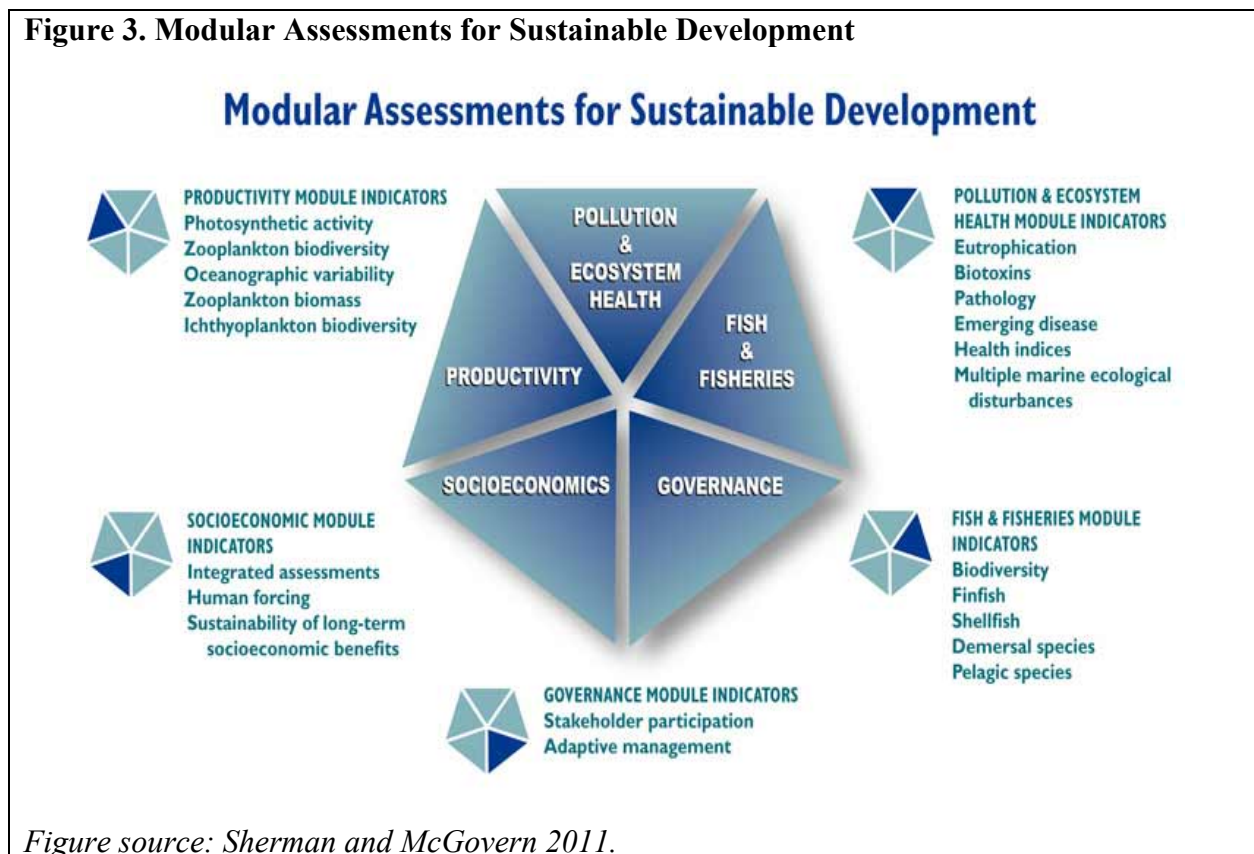 Figure 3. Modular Assessments for Sustainable Development
Modular Assessments for Sustainable Development
PRODUCTIVITY MODULE INDICATORS
Photosynthetic activity
Zooplankton biodiversity
Oceanographic variability
Zooplankton biomass
Ichthyoplankton biodiversity
POLLUTION
&
ECOSYSTEM
HEALTH
PRODUCTIVITY
FISH
&
FISHERIES
SOCIOECONOMICS
GOVERNANCE
POLLUTION & ECOSYSTEM
HEALTH MODULE INDICATORS
Eutrophication
Biotoxins
Pathology
Emerging disease
Health indices
Multiple marine ecological
disturbances
SOCIOECONOMIC MODULE
INDICATORS
Integrated assessments
Human forcing
Sustainability of long-term
socioeconomic benefits
FISH & FISHERIES MODULE
INDICATORS
Biodiversity
Finfish
Shellfish
Demersal species
Pelagic species
GOVERNANCE MODULE INDICATORS
Stakeholder participation
Adaptive management
Figure source: Sherman and McGovern 2011.